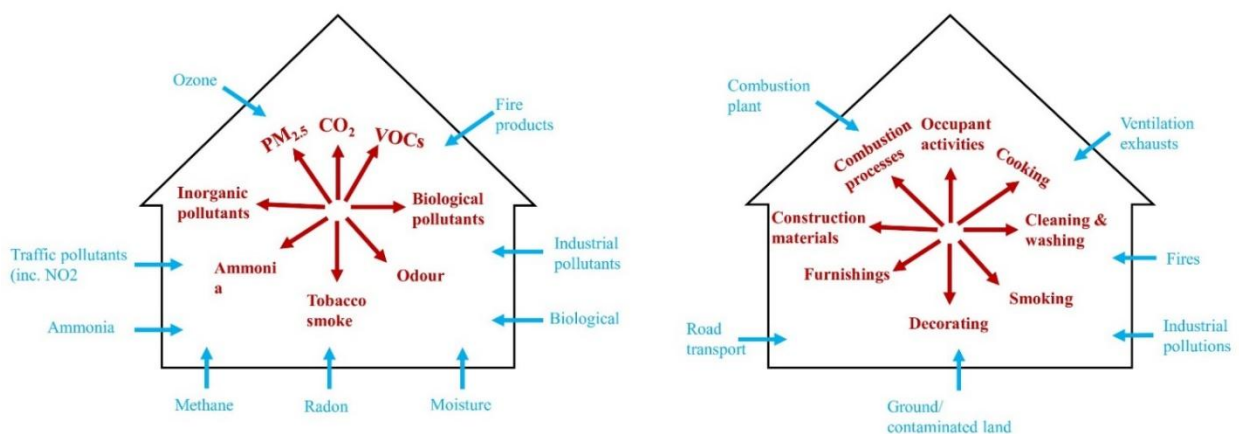 Ozone
Fire
products
PM2.5
CO2
VOCs
Inorganic
pollutants
Biological
pollutants
Traffic pollutants
(inc. NO2
Industrial
pollutants
Ammoni
a
Odour
Tobacco
smoke
Ammonia
Biological
Methane
Radon
Moisture
Combustion
plant
Ventilation
exhausts
Combustion
processes
Occupant
activities
Cooking
Construction
materials
Cleaning &
washing
Furnishings
Fires
Smoking
Decorating
Road
transport
Industrial
pollutions
Ground/
contaminated land